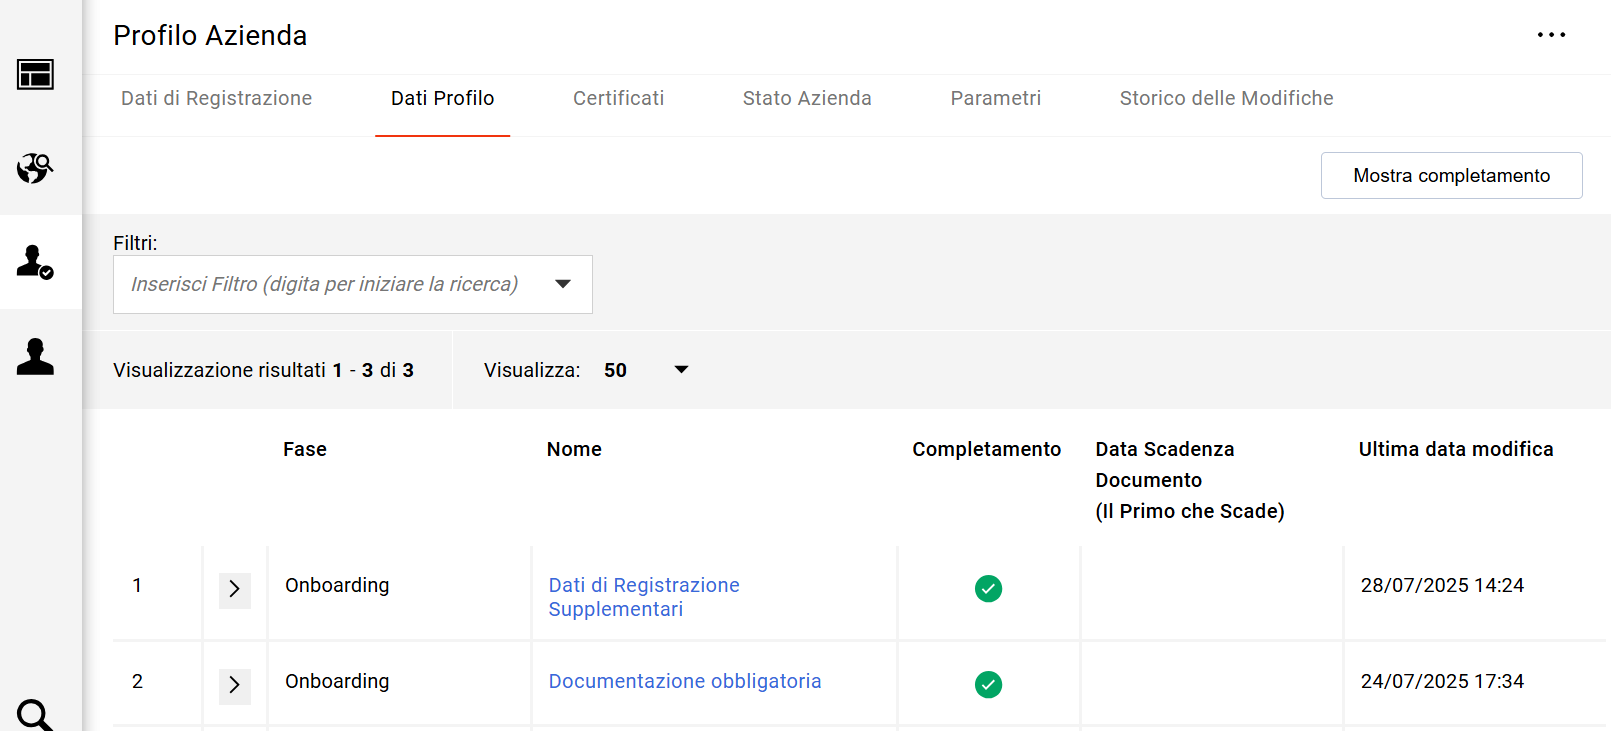 Profilo Azienda
Dati di Registrazione Dati Profilo Certificati Stato Azienda Parametri Storico delle Modifiche
Mostra completamento
Filtri:
Inserisci Filtro (digita per iniziare la ricerca)
Visualizzazione risultati 1 - 3 di 3 Visualizza: 50
Fase Nome Completamento Data Scadenza Ultima data modifica
Documento
(Il Primo che Scade)
1 Onboarding Dati di Registrazione 28/07/2025 14:24
Supplementari
2 Onboarding Documentazione obbligatoria 24/07/2025 17:34